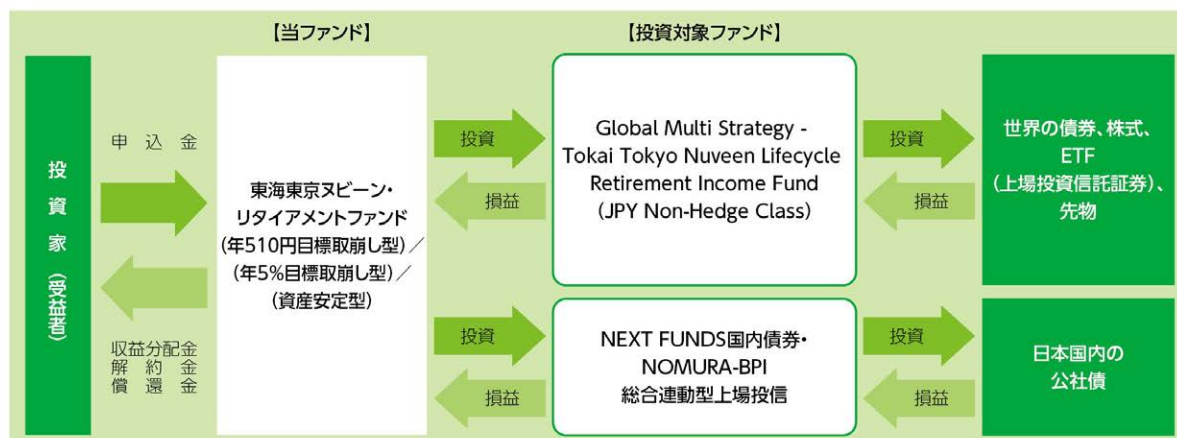 【当ファンド】
【投資対象ファンド】
投資家（受益者）
申込金
収益分配金
解約金
償還金
東海東京ヌビーン・
リタイアメントファンド
(年510円目標取崩し型)／
(年5%目標取崩し型)／
(資産安定型)
投資
損益
Global Multi Strategy -
Tokai Tokyo Nuveen Lifecycle
Retirement Income Fund
(JPY Non-Hedge Class)
投資
損益
世界の債券、株式、
ETF
(上場投資信託証券)、
先物
投資
損益
NEXT FUNDS国内債券・
NOMURA-BPI
総合連動型上場投信
投資
損益
日本国内の
公社債